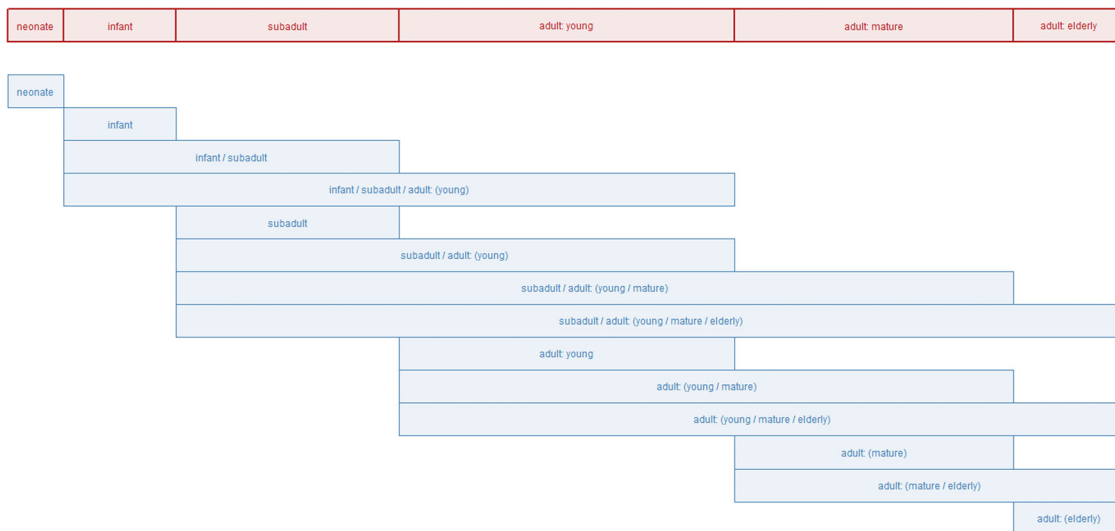 neonate
infant
subadult
adult: young
adult: mature
adult: elderly
neonate
infant
infant / subadult
infant / subadult / adult: (young)
subadult
subadult / adult: (young)
subadult / adult: (young / mature)
subadult / adult: (young / mature / elderly)
adult: young
adult: (young / mature)
adult: (young / mature / elderly)
adult: (mature)
adult: (mature / elderly)
adult: (elderly)